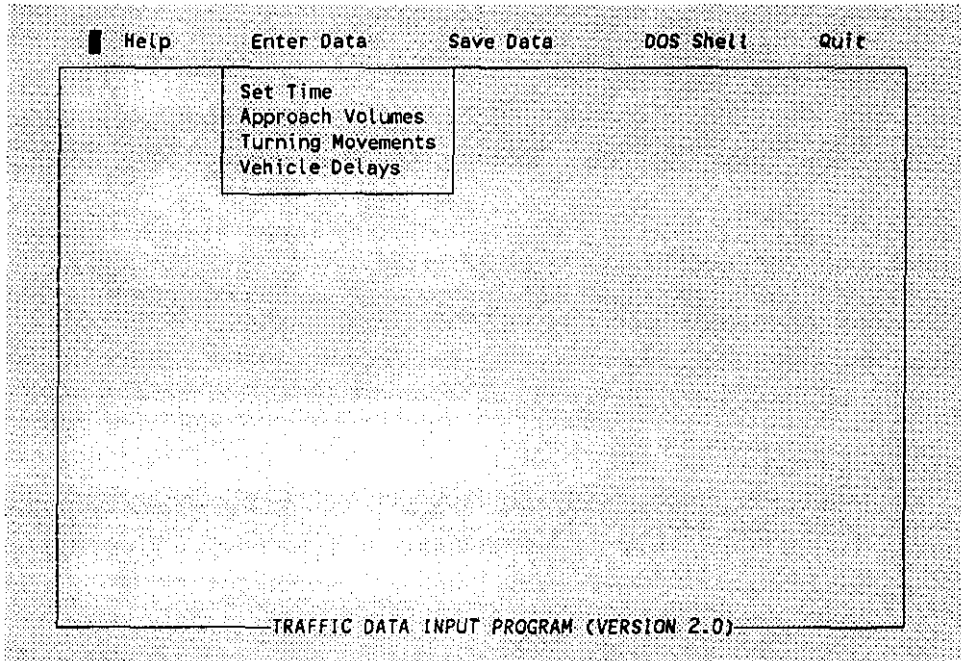 Help Enter Data Save Data DOS Shell Quit
Set Time
Approach Volumes
Turning Movements
Vehicle Delays
TRAFFIC DATA INPUT PROGRAM (VERSION 2.0)